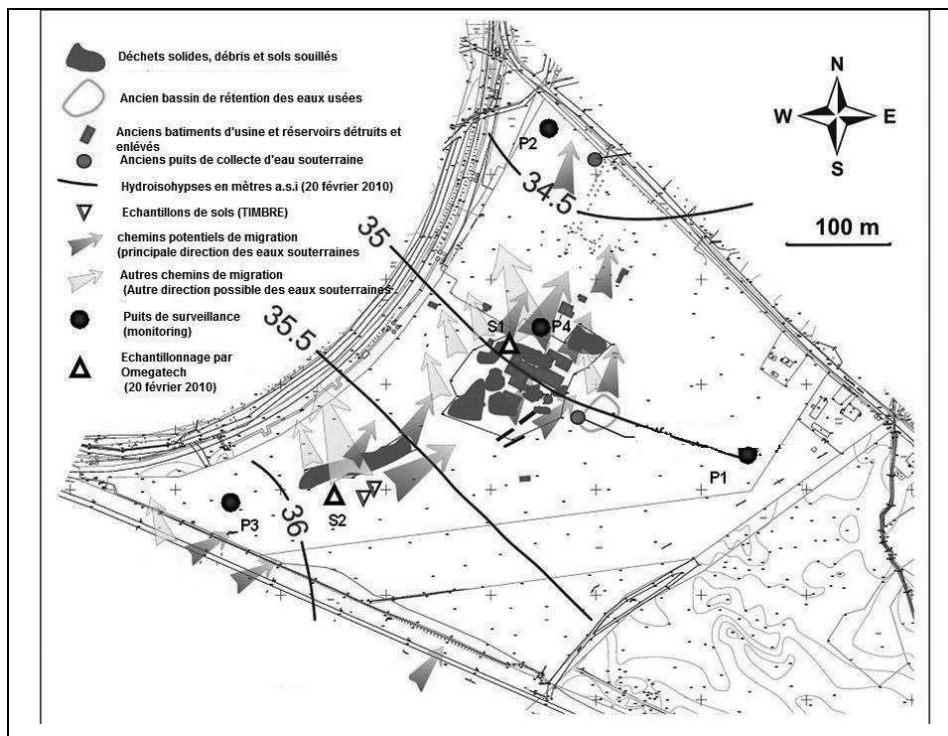 Déchets solides, débris et sols souillés
Ancien bassin de rétention des eaux usées
Anciens batiments d'usine et réservoirs détruits et
enlévés
Anciens puits de collecte d'eau souterraine
Hydroisohypses en mètres a.s.i (20 février 2010)
Echantillons de sols (TIMBRE)
chemins potentiels de migration
(principale direction des eaux souterraines
Autres chemins de migration
(Autre direction possible des eaux souterraines
Puits de surveillance
(monitoring)
Echantillonnage par
Omegatech
(20 février 2010)
N
W
E
S
100 m
P2
34.5
35
35.5
S1
P4
P1
P3
36
S2